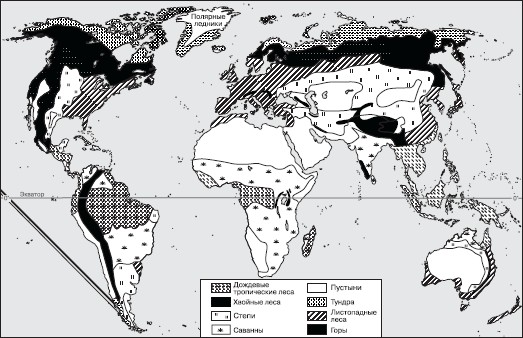 Полярные
ледники
Экватор
Дождевые
тропические леса
Хвойные леса
Степи
Саванны
Пустыни
Тундра
Листопадные
леса
Горы